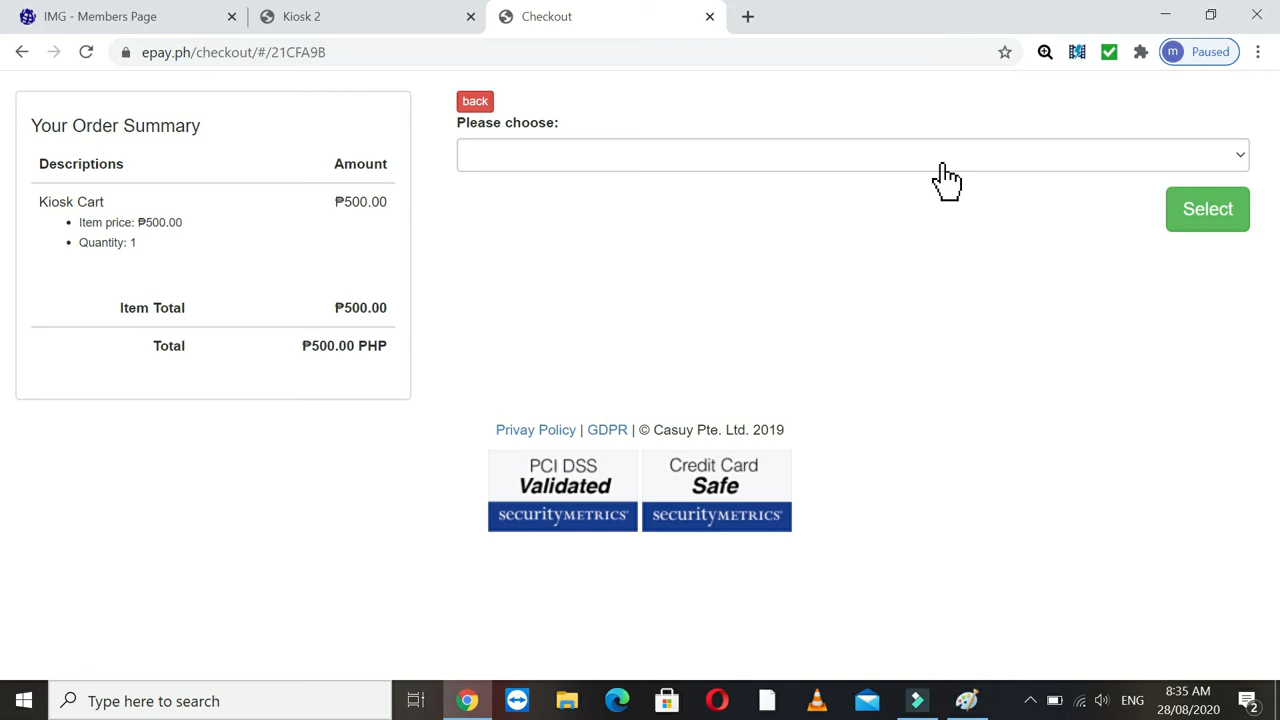 IMG - Members Page
Kiosk 2
Checkout
epay.ph/checkout/#/21CFA9B
m Paused
Your Order Summary
Descriptions Amount
Kiosk Cart ₱500.00
Item price: ₱500.00
Quantity: 1
Item Total ₱500.00
Total ₱500.00 PHP
back
Please choose:
Select
Privay Policy | GDPR | © Casuy Pte. Ltd. 2019
PCI DSS
Validated
securityMETRICS®
Credit Card
Safe
securityMETRICS®
Type here to search
ENG
8:35 AM
28/08/2020
2